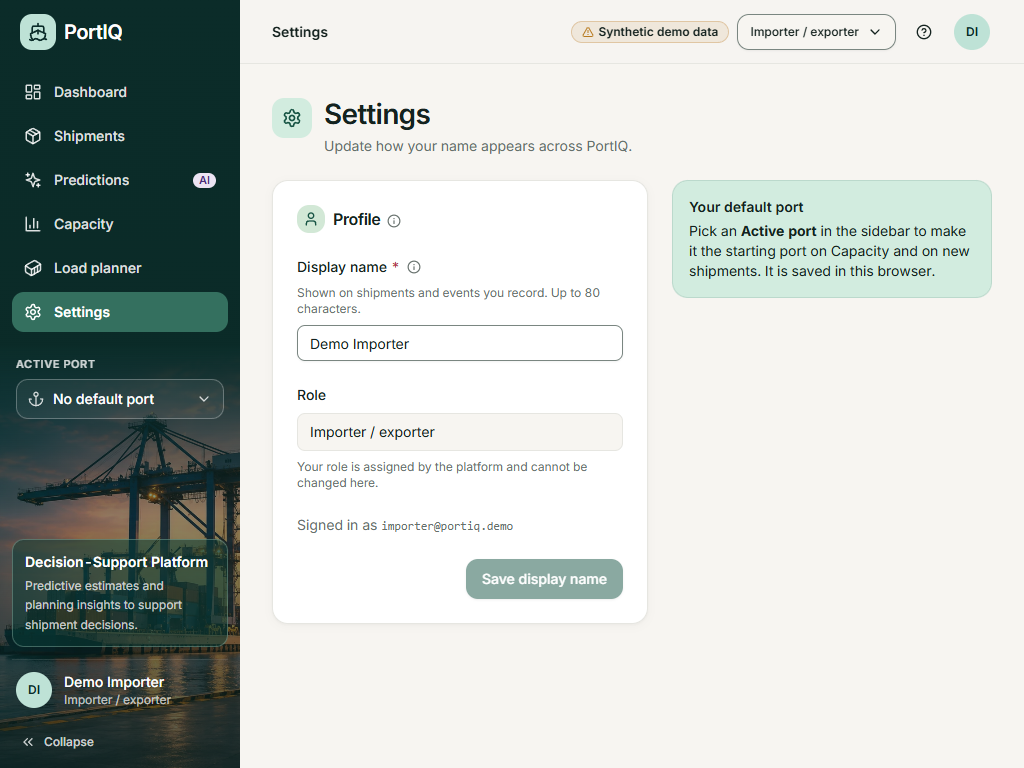 PortIQ
Dashboard
Shipments
Predictions AI
Capacity
Load planner
Settings
ACTIVE PORT
No default port
Decision-Support Platform
Predictive estimates and
planning insights to support
shipment decisions.
DI
Demo Importer
Importer / exporter
Collapse
Settings
Synthetic demo data
Importer / exporter
DI
Settings
Update how your name appears across PortIQ.
Profile
Display name *
Shown on shipments and events you record. Up to 80
characters.
Demo Importer
Role
Importer / exporter
Your role is assigned by the platform and cannot be
changed here.
Signed in as importer@portiq.demo
Save display name
Your default port
Pick an Active port in the sidebar to make
it the starting port on Capacity and on new
shipments. It is saved in this browser.